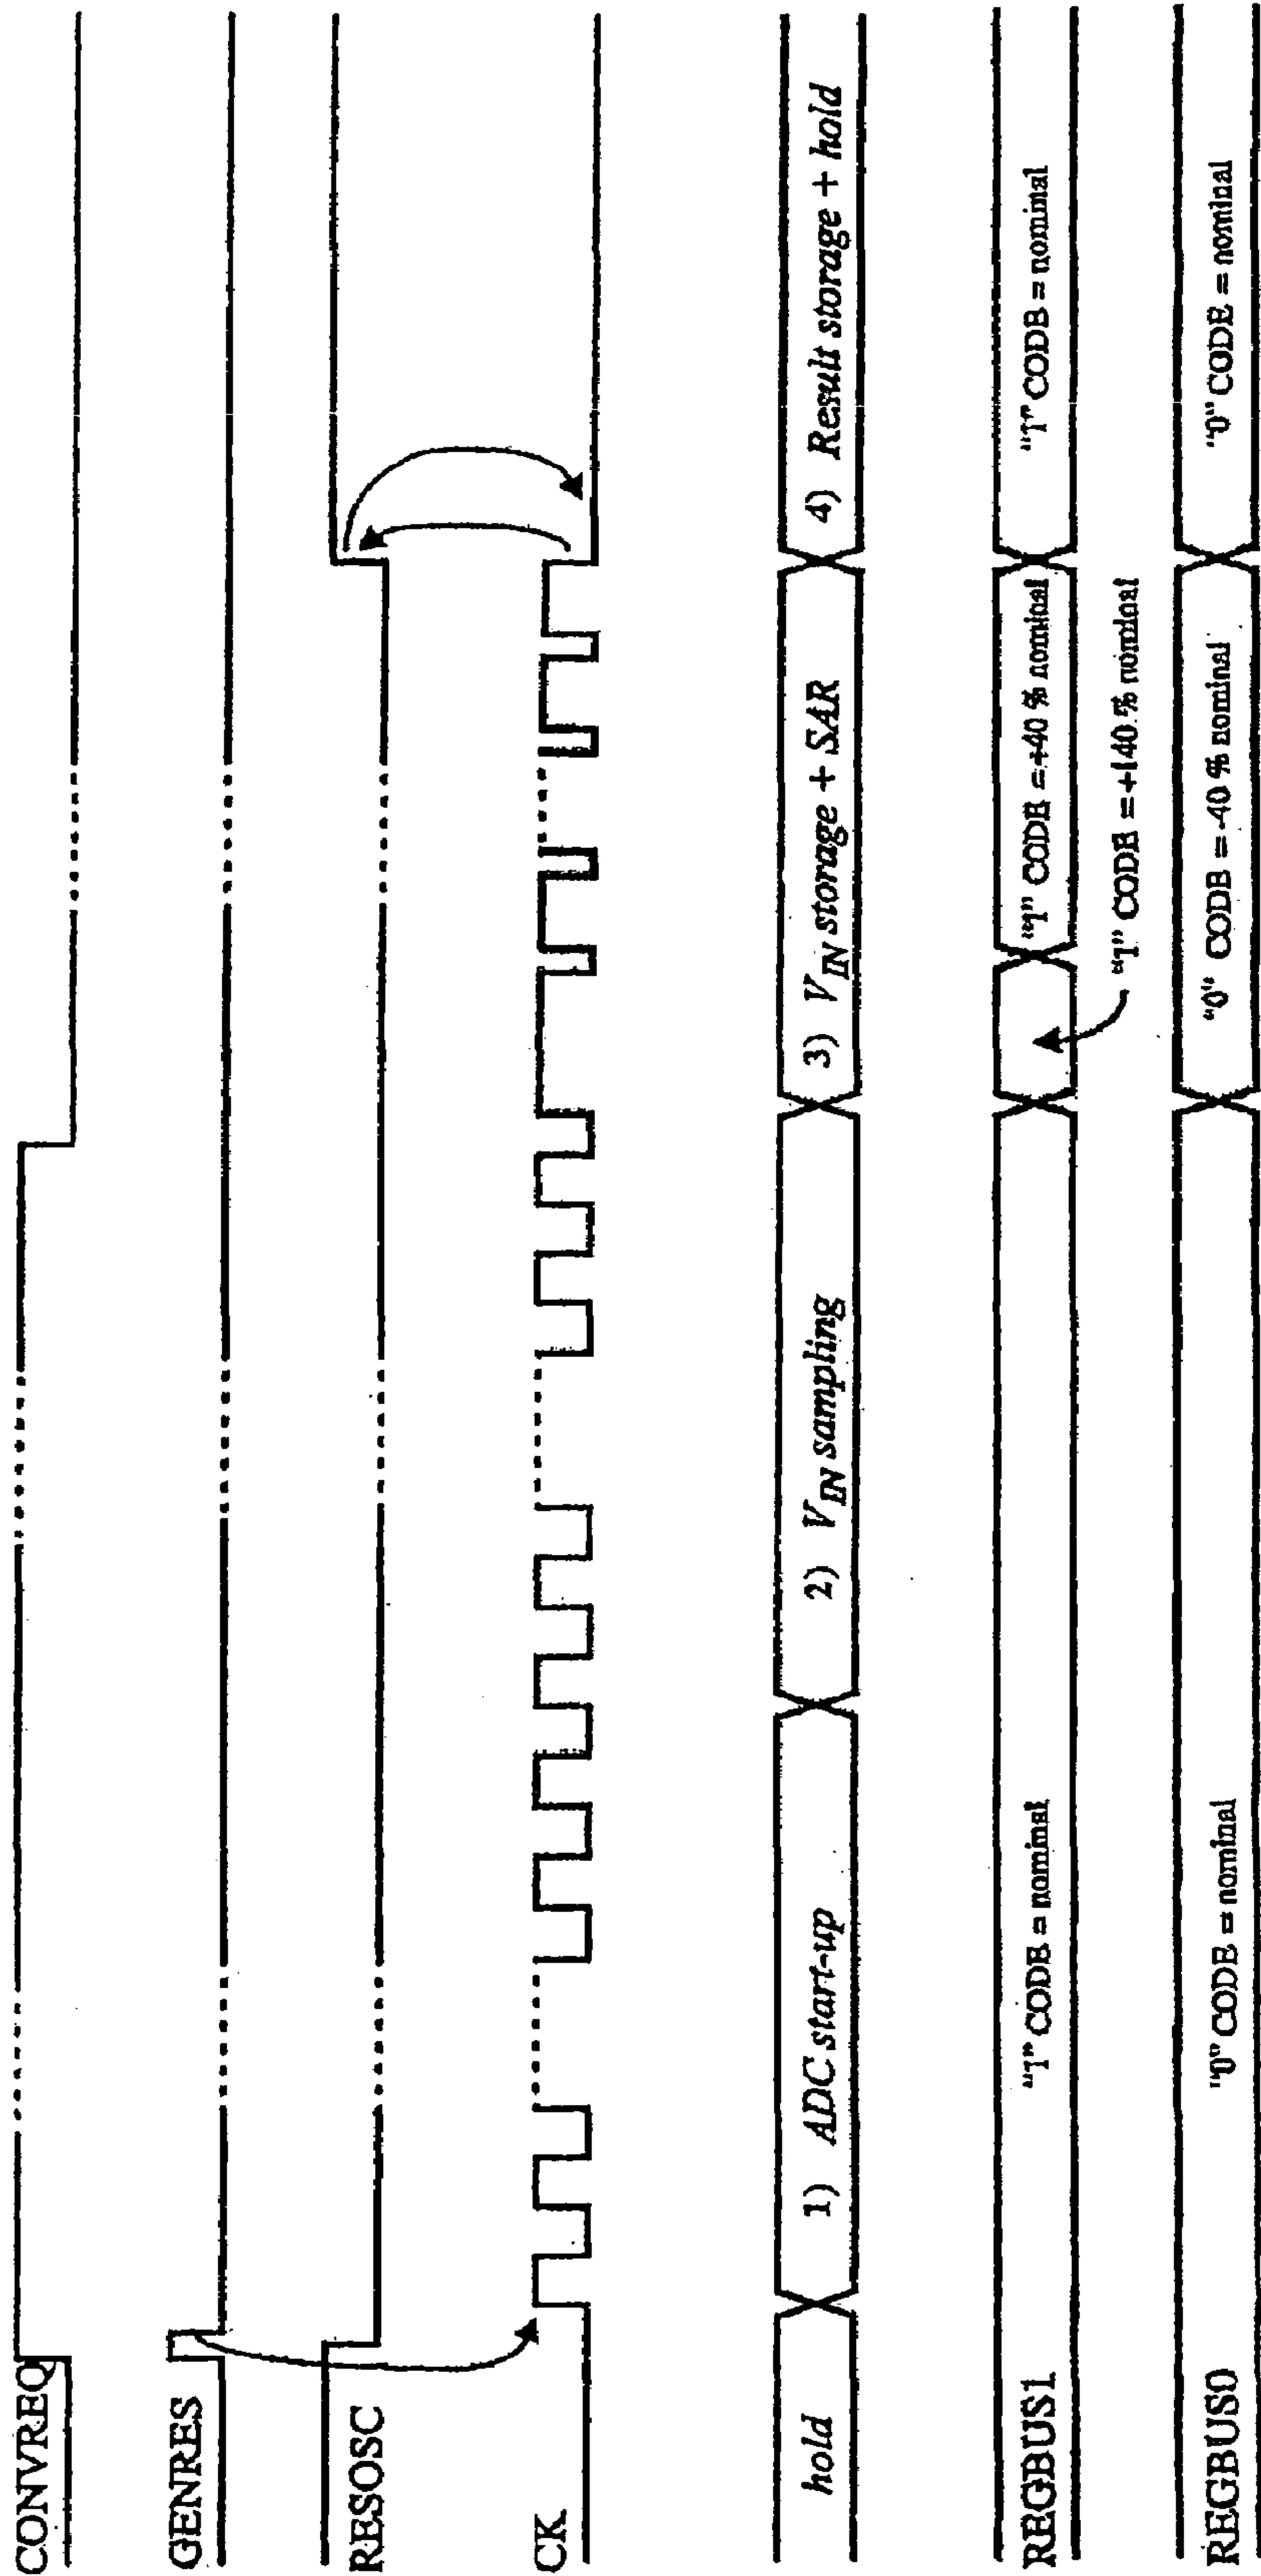 CONVREQ
GENRES
RESOSC
CK
hold
1) ADC start-up
2) VIN sampling
3) VIN storage + SAR
4) Result storage + hold
REGBUS1
"1" CODE = nominal
"1" CODE = +40 % nominal
"1" CODE = nominal
"1" CODE = +140 % nominal
REGBUS0
"0" CODE = nominal
"0" CODE = -40 % nominal
"0" CODE = nominal